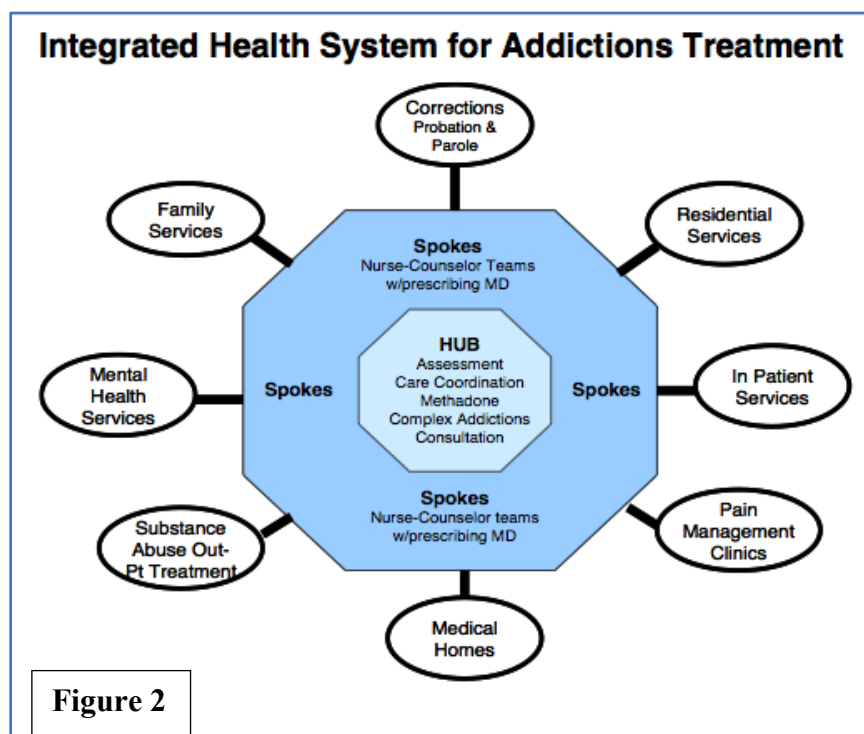 Integrated Health System for Addictions Treatment
Corrections
Probation &
Parole
Family
Services
Residential
Services
Spokes
Nurse-Counselor Teams
w/prescribing MD
HUB
Assessment
Care Coordination
Methadone
Complex Addictions
Consultation
Mental
Health
Services
Spokes
Spokes
In Patient
Services
Spokes
Nurse-Counselor teams
w/prescribing MD
Substance
Abuse Out-
Pt Treatment
Pain
Management
Clinics
Medical
Homes
Figure 2